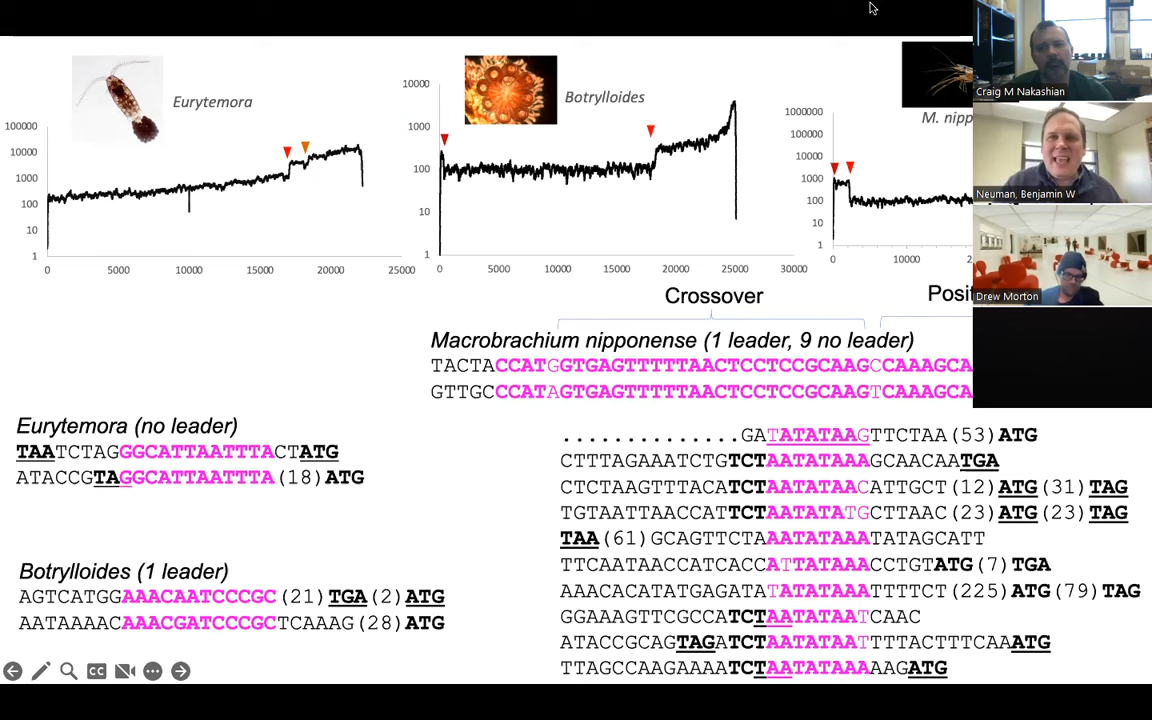 Eurytemora
100000
10000
1000
100
10
1
0
5000
10000
15000
20000
25000
Botrylloides
10000
1000
100
10
1
0
5000
10000
15000
20000
25000
30000
M. nipp
1000000
100000
10000
1000
100
10
1
0
10000
20
Craig M Nakashian
Neuman, Benjamin W
Drew Morton
Crossover
Posit
Macrobrachium nipponense (1 leader, 9 no leader)
TACTACCATGGTGAGTTTTTAACTCCTCCGCAAGCCAAAGCA
GTTGCCCATAAGTGAGTTTTTAACTCCTCCGCAAGTCAAAGCA
Eurytemora (no leader)
TAATCTAGGGCATTAATTTACTATG
ATACCGTAGGCATTAATTTA(18)ATG
Botrylloides (1 leader)
AGTCATGGAAACAATCCCGC(21)TGA(2)ATG
AATAAAACAAACGATCCCGCTCAAAG(28)ATG
..............GATATATAAGTTCTAA(53)ATG
CTTTAGAAATCTGTCTAATATAAAGCAACAATGA
CTCTAAGTTTACATCTAATATAACATTGCT(12)ATG(31)TAG
TGTAATTAACCATTCTAATATATGCTTAAC(23)ATG(23)TAG
TAA(61)GCAGTTCTAAATATAAATATAGCATT
TTCAATAACCATCACCATTATAAACCTGT ATG(7)TGA
AAACACATATGAGATATATATAAATTTTCT(225)ATG(79)TAG
GGAAAGTTCGCCATCTAATATAATCAAC
ATACCGCAGTAGATCTAATATAATTTTACTTTCAAATG
TTAGCCAAGAAAATCTAATATAAAAAGATG